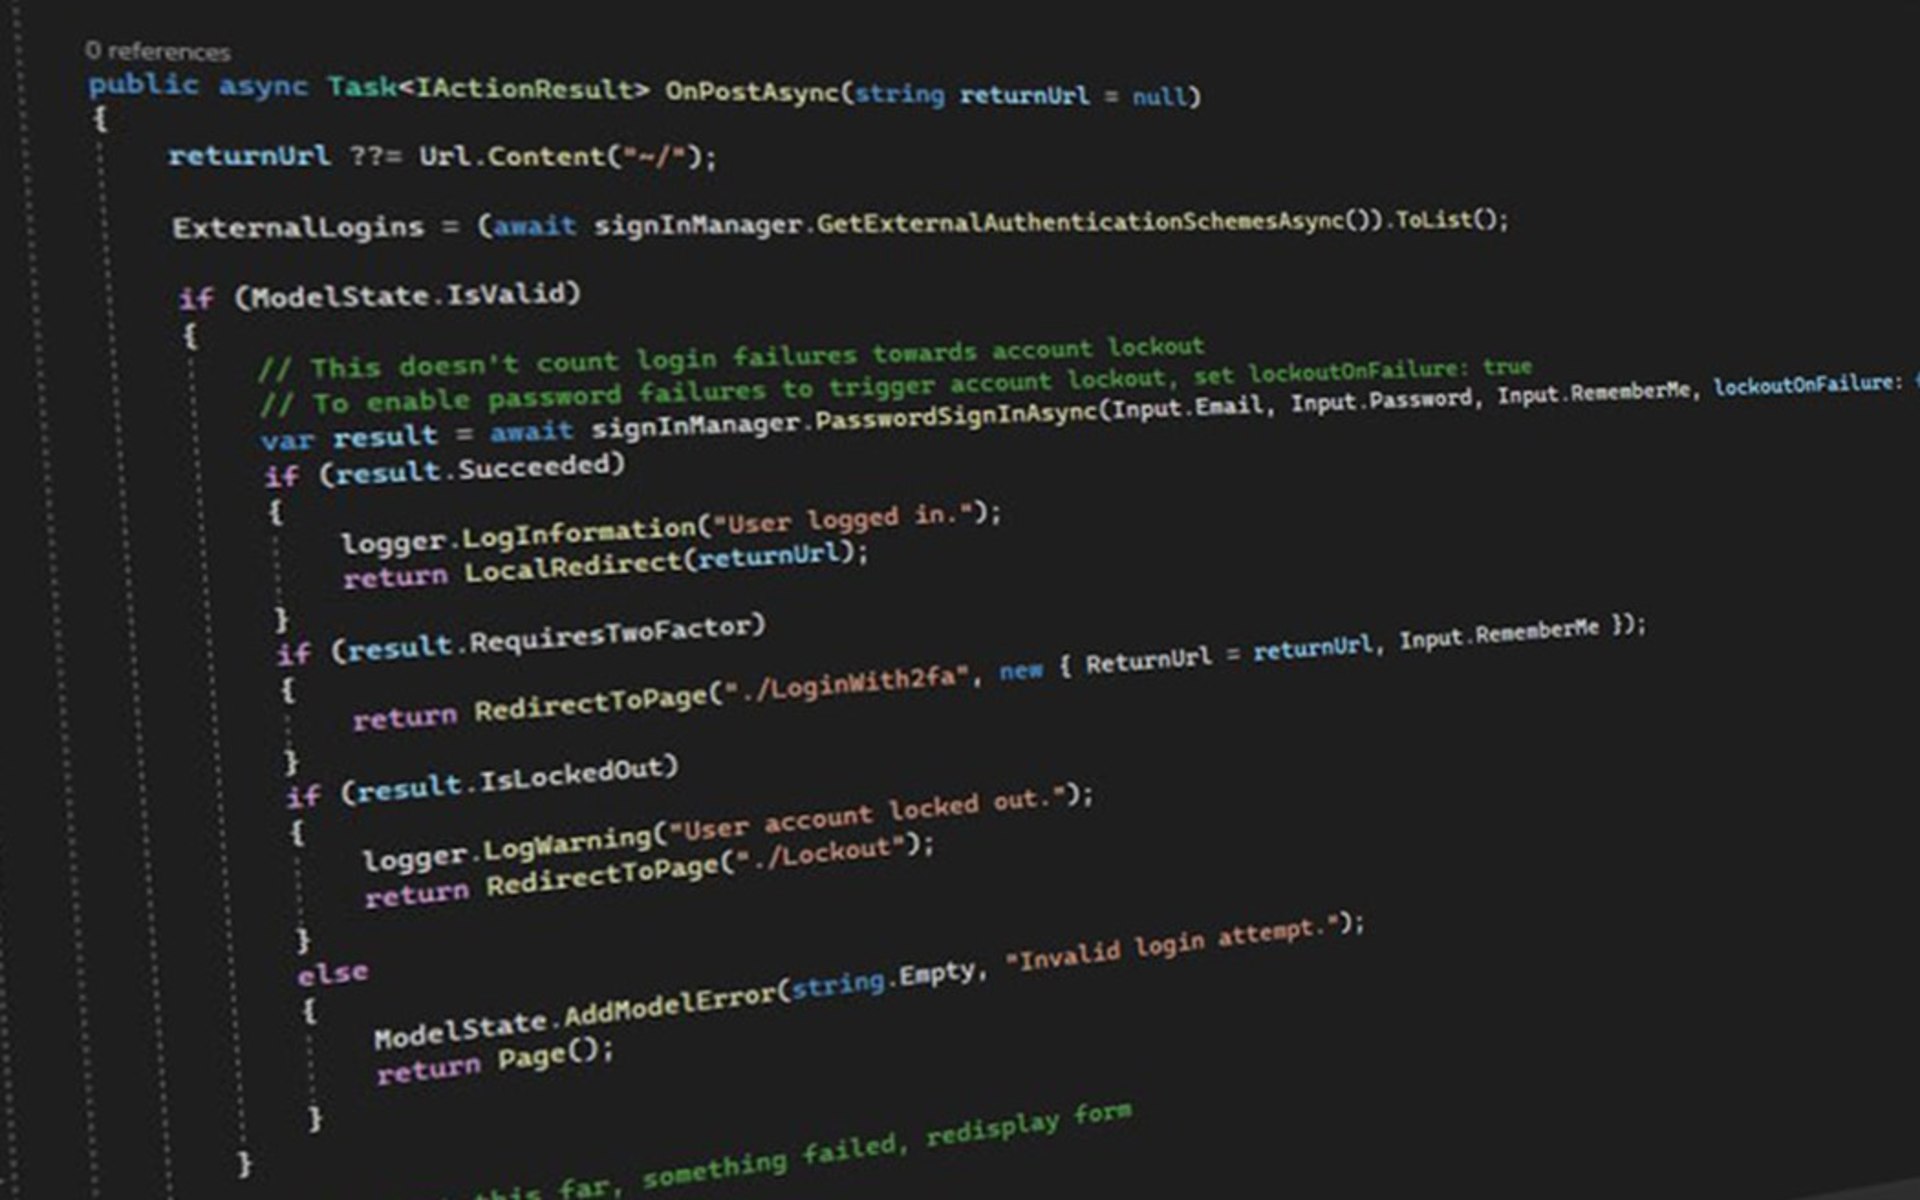 0 references
public async Task<IActionResult> OnPostAsync(string returnUrl = null)
{
returnUrl ??= Url.Content("~/");
ExternalLogins = (await signInManager.GetExternalAuthenticationSchemesAsync()).ToList();
if (ModelState.IsValid)
{
// This doesn't count login failures towards account lockout
// To enable password failures to trigger account lockout, set lockoutOnFailure: true
var result = await signInManager.PasswordSignInAsync(Input.Email, Input.Password, Input.RememberMe, lockoutOnFailure:
if (result.Succeeded)
{
logger.LogInformation("User logged in.");
return LocalRedirect(returnUrl);
}
if (result.RequiresTwoFactor)
{
return RedirectToPage("./LoginWith2fa", new { ReturnUrl = returnUrl, Input.RememberMe });
}
if (result.IsLockedOut)
{
logger.LogWarning("User account locked out.");
return RedirectToPage("./Lockout");
}
else
{
ModelState.AddModelError(string.Empty, "Invalid login attempt.");
return Page();
}
}
this far, something failed, redisplay form